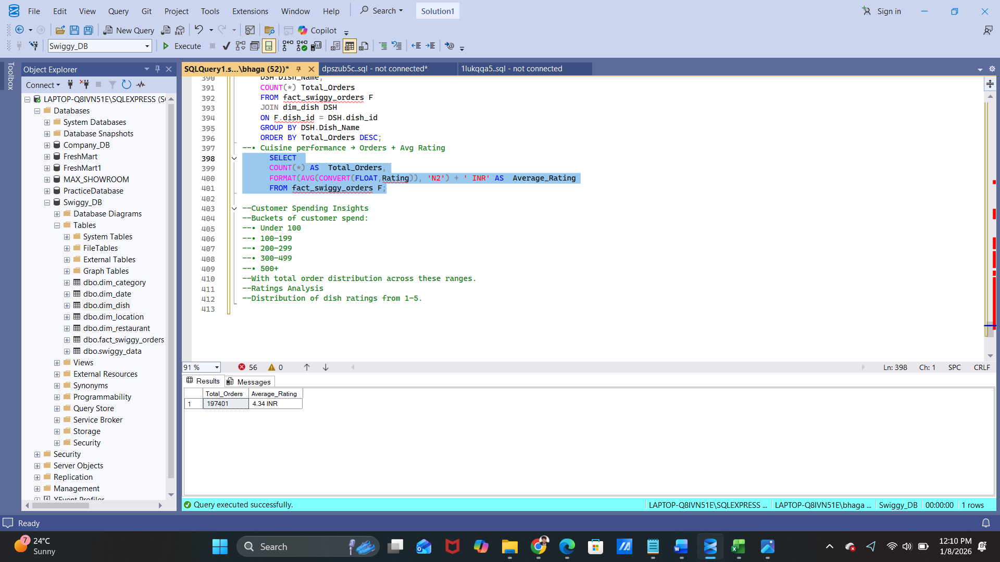 File Edit View Query Git Project Tools Extensions Window Help Search Solution1 Sign in
New Query DAX Copilot
Swiggy_DB Execute
Toolbox
Object Explorer
Connect
LAPTOP-Q8IVN51E\SQLEXPRESS (S
Databases
System Databases
Database Snapshots
Company_DB
FreshMart
FreshMart1
MAX_SHOWROOM
PracticeDatabase
Swiggy_DB
Database Diagrams
Tables
System Tables
FileTables
External Tables
Graph Tables
dbo.dim_category
dbo.dim_date
dbo.dim_dish
dbo.dim_location
dbo.dim_restaurant
dbo.fact_swiggy_orders
dbo.swiggy_data
Views
External Resources
Synonyms
Programmability
Query Store
Service Broker
Storage
Security
Security
Server Objects
Replication
Management
XEvent Profiler
SQLQuery1.s...\bhaga (52))* dpszub5c..sql - not connected* 1lukqqa5..sql - not connected
390 DSH.Dish_Name,
391 COUNT(*) Total_Orders
392 FROM fact_swiggy_orders F
393 JOIN dim_dish DSH
394 ON F.dish_id = DSH.dish_id
395 GROUP BY DSH.Dish_Name
396 ORDER BY Total_Orders DESC;
397 --• Cuisine performance → Orders + Avg Rating
398 SELECT
399 COUNT(*) AS  Total_Orders,
400 FORMAT(AVG(CONVERT(FLOAT,Rating)), 'N2') + ' INR' AS  Average_Rating
401 FROM fact_swiggy_orders F;
402
403 --Customer Spending Insights
404 --Buckets of customer spend:
405 --• Under 100
406 --• 100–199
407 --• 200–299
408 --• 300–499
409 --• 500+
410 --With total order distribution across these ranges.
411 --Ratings Analysis
412 --Distribution of dish ratings from 1–5.
413
91 % 56 0 Ln: 398 Ch: 1 SPC CRLF
Results Messages
Total_Orders Average_Rating
1 197401 4.34 INR
Query executed successfully. LAPTOP-Q8IVN51E\SQLEXPRESS ... LAPTOP-Q8IVN51E\bhaga ... Swiggy_DB 00:00:00 1 rows
Ready
7 24°C
Sunny
Search
12:10 PM
1/8/2026